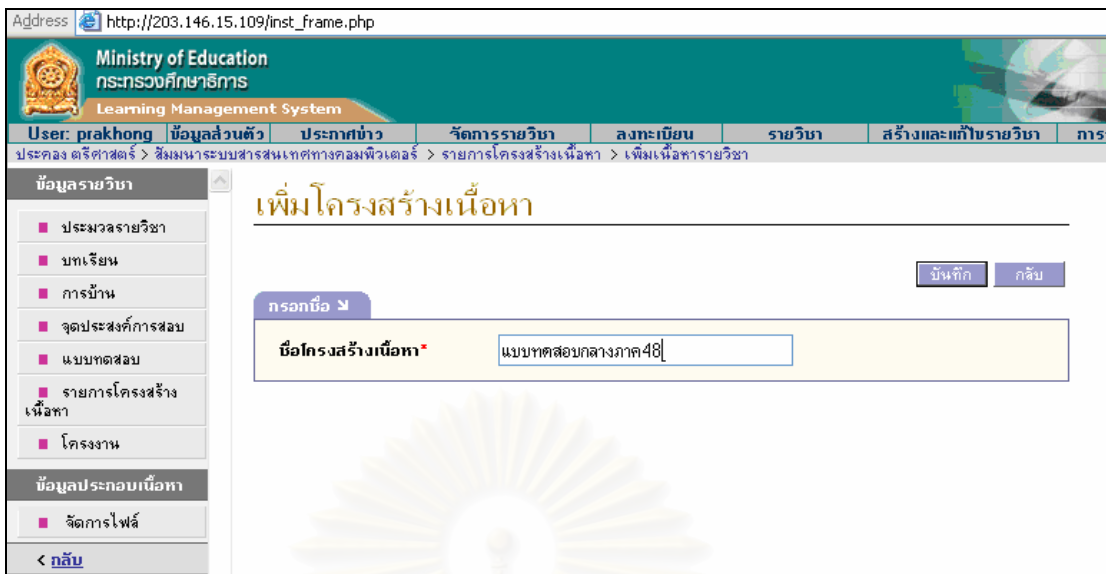 Address http://203.146.15.109/inst_frame.php
Ministry of Education
กระทรวงศึกษาธิการ
Learning Management System
User: prakhong ข้อมูลส่วนตัว ประกาศข่าว จัดการรายวิชา ลงทะเบียน รายวิชา สร้างและแก้ไขรายวิชา การ
ประคอง ตรีศาสตร์ > สัมมนาระบบสารสนเทศทางคอมพิวเตอร์ > รายการโครงสร้างเนื้อหา > เพิ่มเนื้อหารายวิชา
ข้อมูลรายวิชา
ประมวลรายวิชา
บทเรียน
การบ้าน
จุดประสงค์การสอบ
แบบทดสอบ
รายการโครงสร้าง
เนื้อหา
โครงงาน
ข้อมูลประกอบเนื้อหา
จัดการไฟล์
< กลับ
เพิ่มโครงสร้างเนื้อหา
บันทึก กลับ
กรอกชื่อ
ชื่อโครงสร้างเนื้อหา* แบบทดสอบกลางภาค48